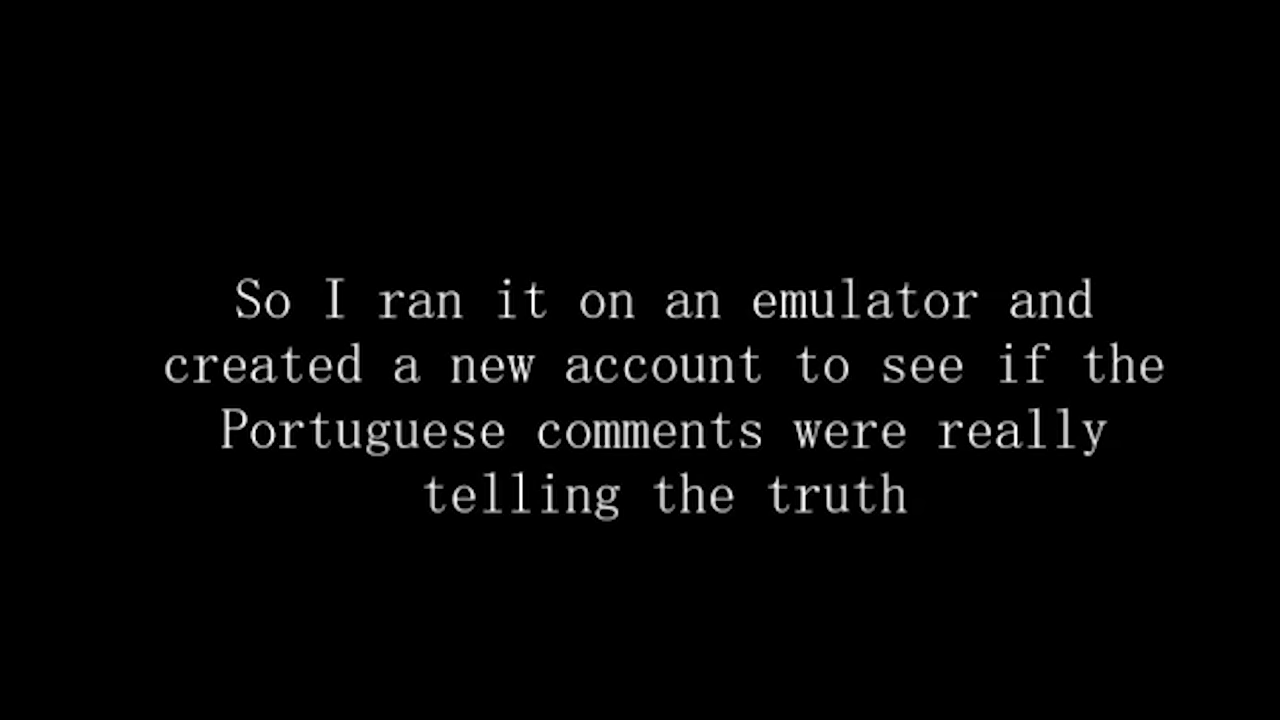 So I ran it on an emulator and
created a new account to see if the
Portuguese comments were really
telling the truth